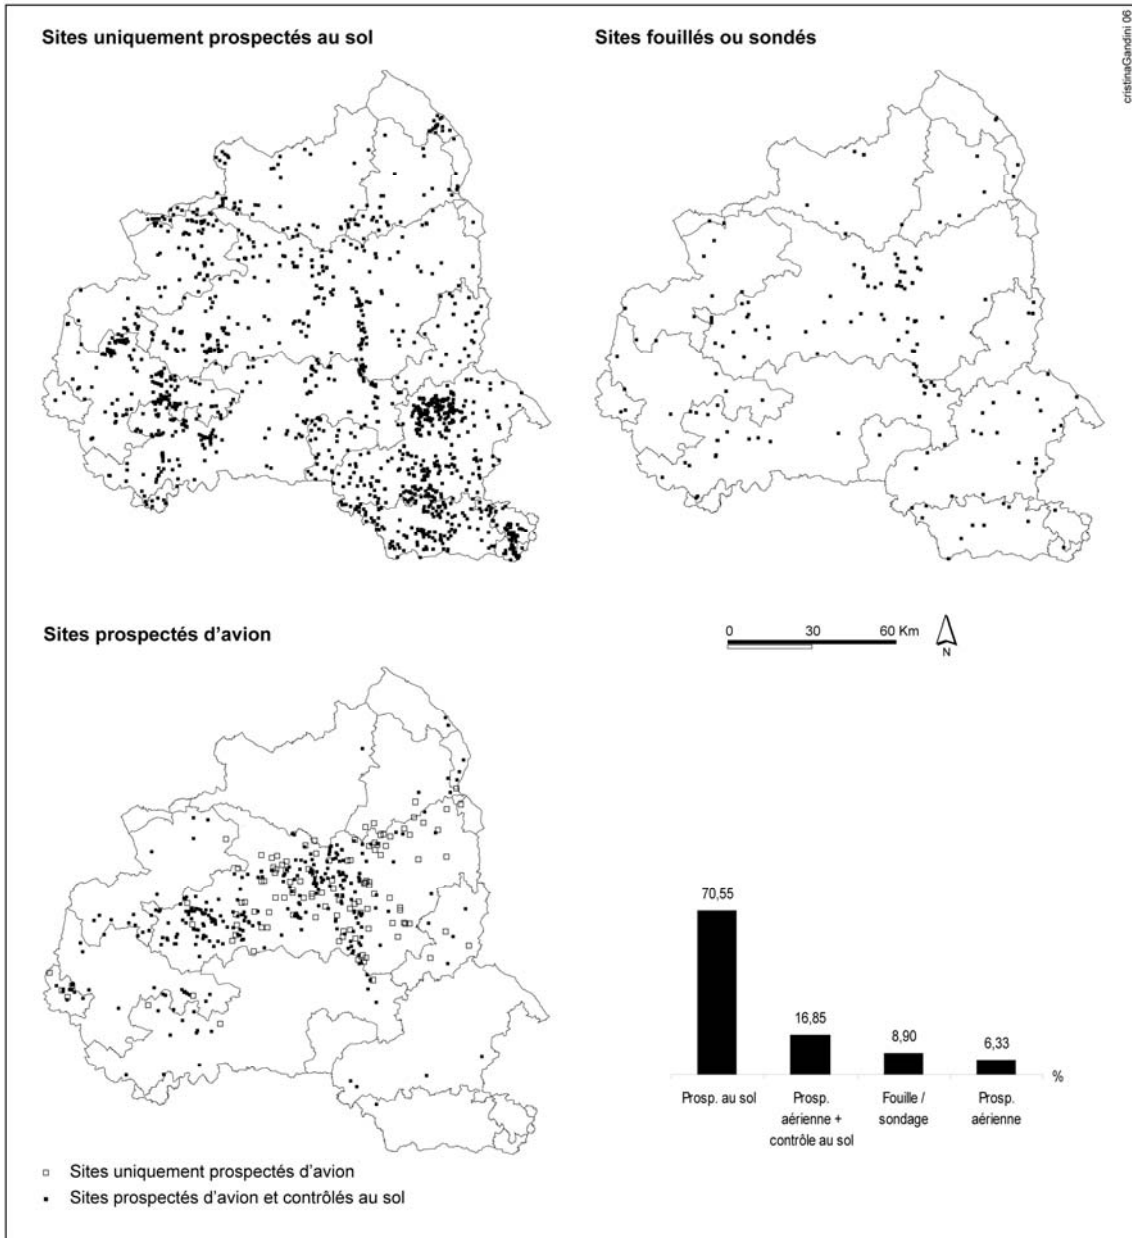 Sites uniquement prospectés au sol
Sites fouillés ou sondés
cristinaGandini 06
Sites prospectés d'avion
0 30 60 Km
N
70,55
16,85
8,90
6,33
%
Prosp. au sol
Prosp.
aérienne +
contrôle au sol
Fouille /
sondage
Prosp.
aérienne
Sites uniquement prospectés d'avion
Sites prospectés d'avion et contrôlés au sol